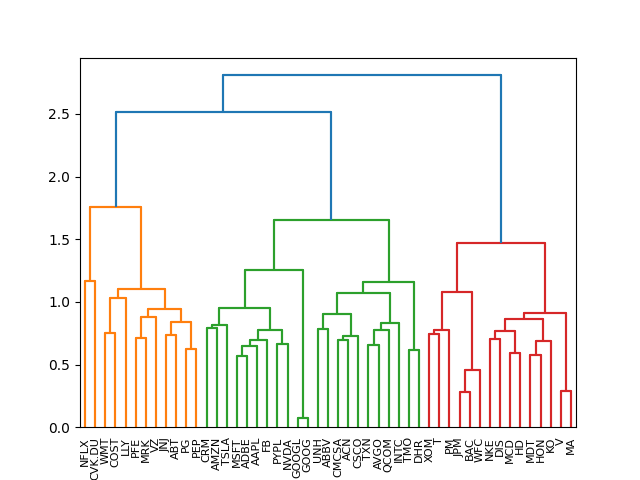 2.5
2.0
1.5
1.0
0.5
0.0
NFLX
CVK.DU
WMT
COST
LLY
PFE
MRK
VZ
JNJ
ABT
PG
PEP
CRM
AMZN
TSLA
MSFT
ADBE
AAPL
FB
PYPL
NVDA
GOOGL
GOOG
UNH
ABBV
CMCSA
ACN
CSCO
TXN
AVGO
QCOM
INTC
TMO
DHR
XOM
T
PM
JPM
BAC
WFC
NKE
DIS
MCD
HD
MDT
HON
KO
V
MA